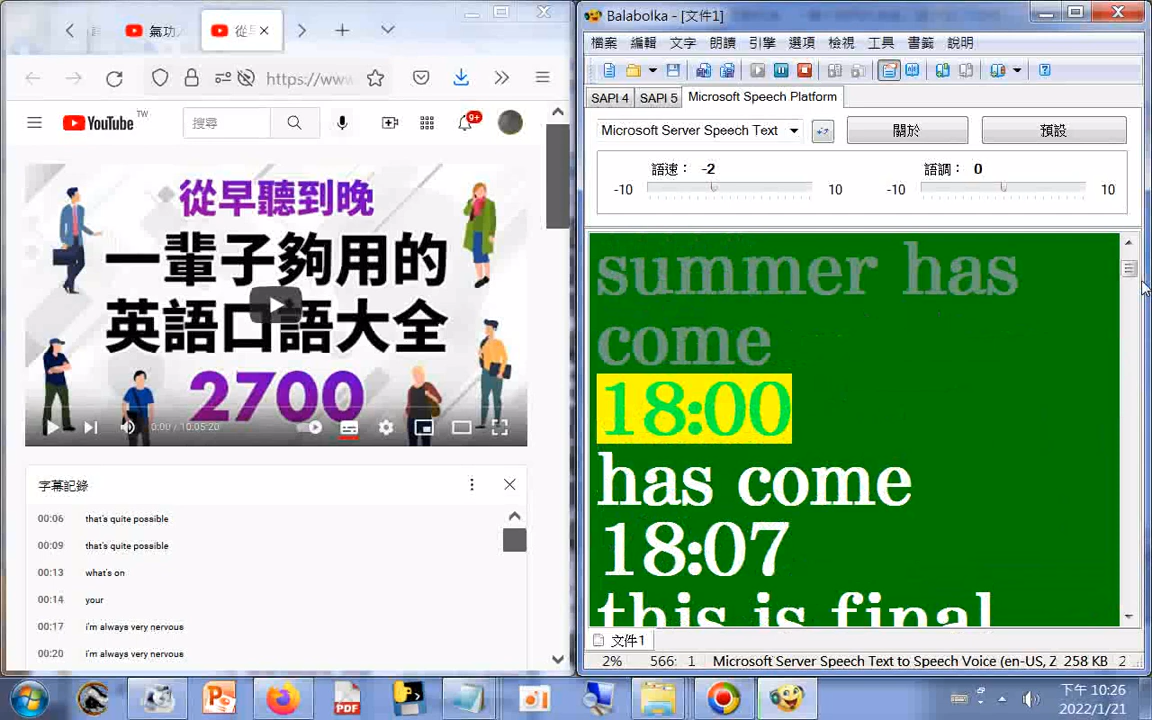 氣功
從
https://www
YouTube TW
搜尋
9+
從早聽到晚
一輩子夠用的
英語口語大全
2700
0:00 / 10:05:20
字幕記錄
00:06 that's quite possible
00:09 that's quite possible
00:13 what's on
00:14 your
00:17 i'm always very nervous
00:20 i'm always very nervous
Balabolka - [文件1]
檔案 編輯 文字 朗讀 引擎 選項 檢視 工具 書籤 說明
SAPI 4 SAPI 5 Microsoft Speech Platform
Microsoft Server Speech Text
關於
預設
語速： -2
語調： 0
-10 10 -10 10
summer has
come
18:00
has come
18:07
this is final
文件1
2% 566: 1 Microsoft Server Speech Text to Speech Voice (en-US, Z 258 KB 2
PDF
下午 10:26
2022/1/21